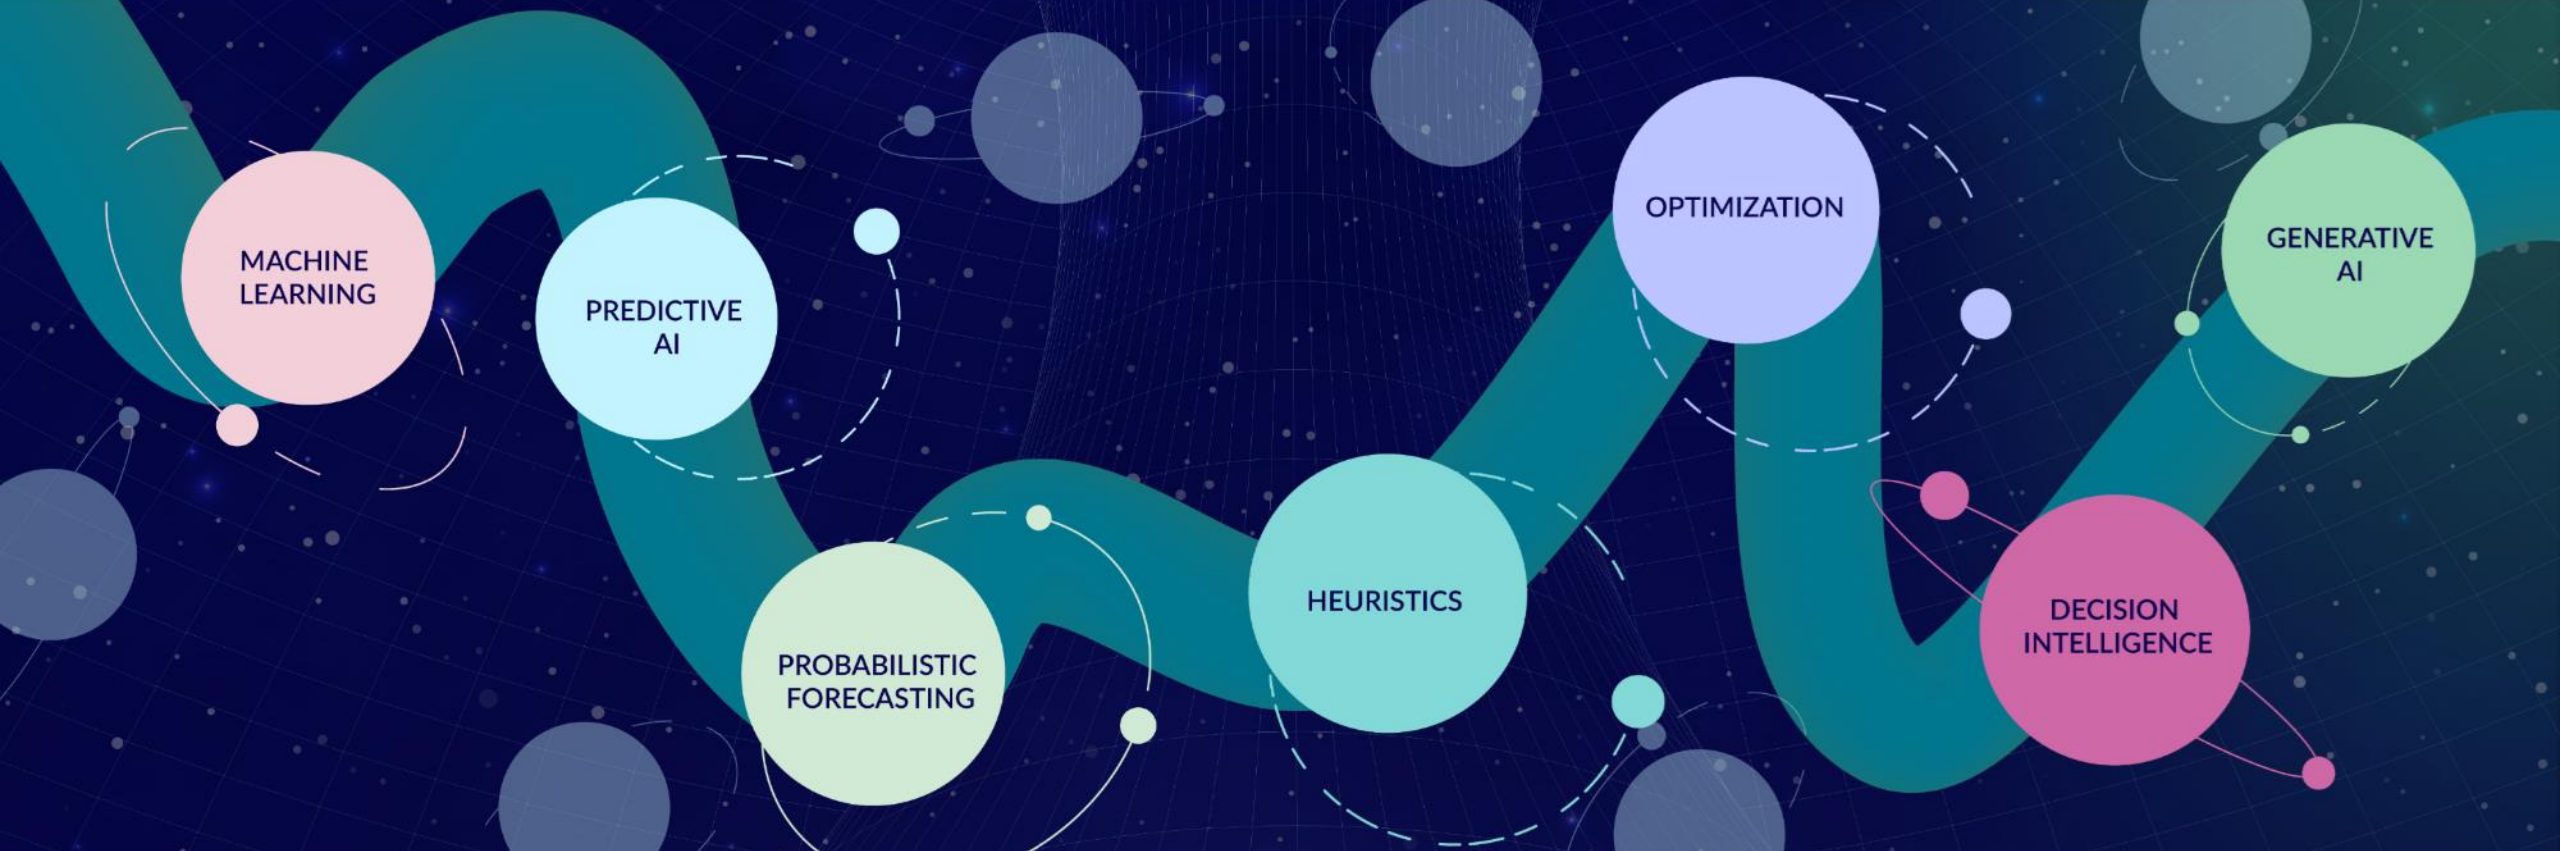 MACHINE
LEARNING
PREDICTIVE
AI
PROBABILISTIC
FORECASTING
HEURISTICS
OPTIMIZATION
DECISION
INTELLIGENCE
GENERATIVE
AI